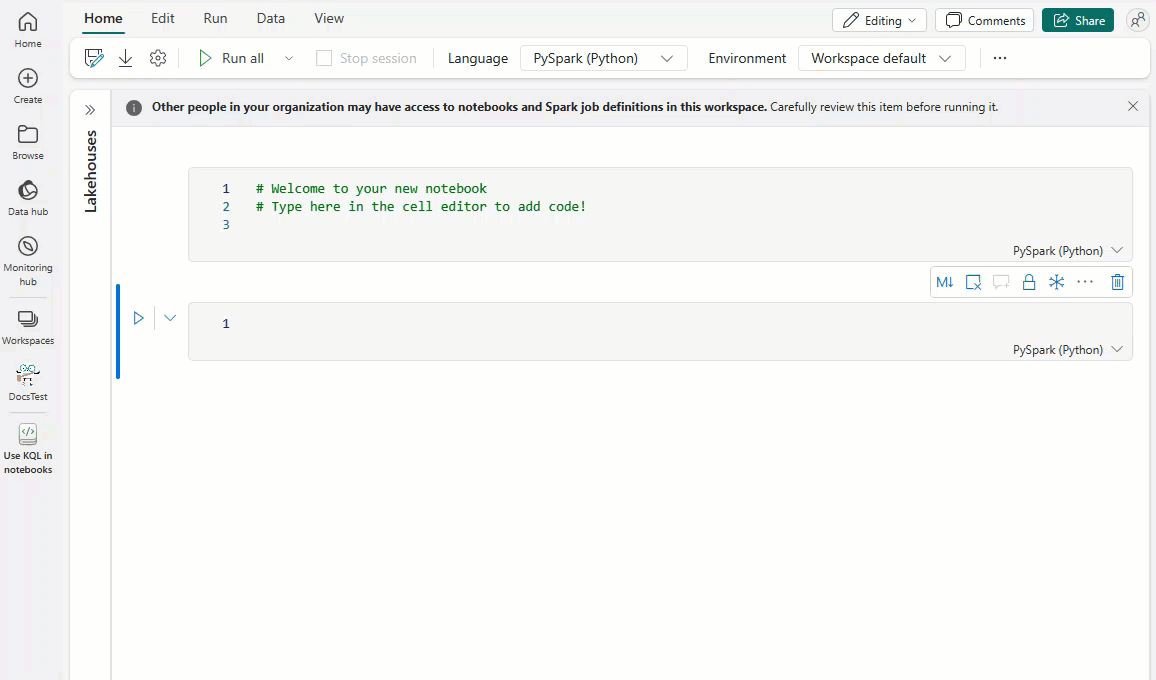 Home
Edit
Run
Data
View
Editing
Comments
Share
Run all
Stop session
Language
PySpark (Python)
Environment
Workspace default
...
Home
Create
Browse
Data hub
Monitoring
hub
Workspaces
DocsTest
Use KQL in
notebooks
Lakehouses
Other people in your organization may have access to notebooks and Spark job definitions in this workspace. Carefully review this item before running it.
1 # Welcome to your new notebook
2 # Type here in the cell editor to add code!
3
PySpark (Python)
M↓
...
1
PySpark (Python)